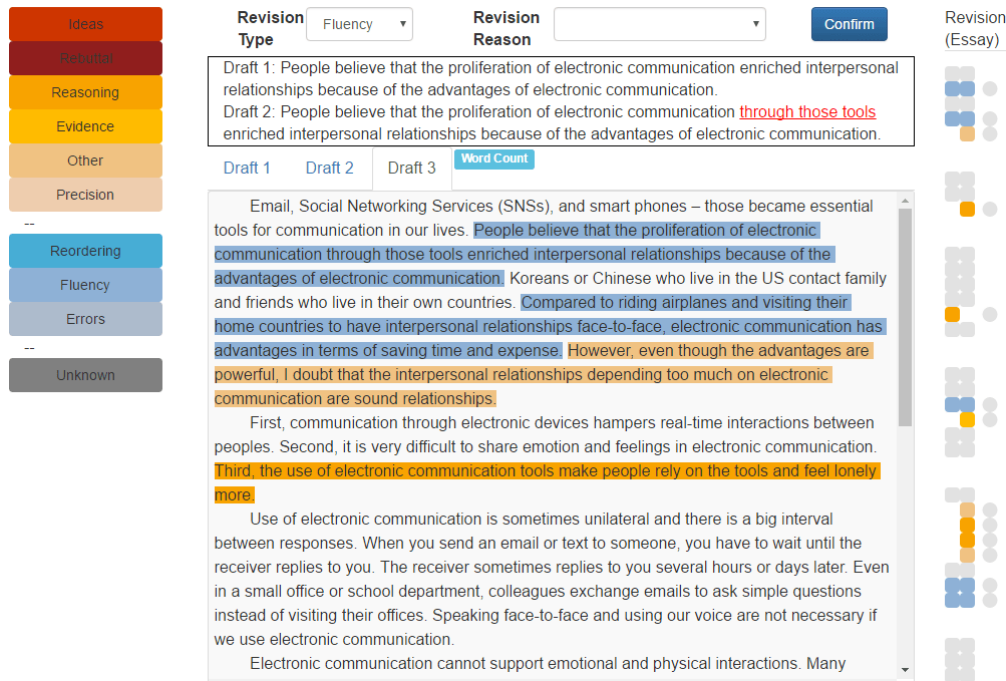 Ideas
Rebuttal
Reasoning
Evidence
Other
Precision
--
Reordering
Fluency
Errors
--
Unknown
Revision Type
Fluency
Revision Reason
Confirm
Draft 1: People believe that the proliferation of electronic communication enriched interpersonal
relationships because of the advantages of electronic communication.
Draft 2: People believe that the proliferation of electronic communication through those tools
enriched interpersonal relationships because of the advantages of electronic communication.
Draft 1
Draft 2
Draft 3
Word Count
Email, Social Networking Services (SNSs), and smart phones – those became essential
tools for communication in our lives. People believe that the proliferation of electronic
communication through those tools enriched interpersonal relationships because of the
advantages of electronic communication. Koreans or Chinese who live in the US contact family
and friends who live in their own countries. Compared to riding airplanes and visiting their
home countries to have interpersonal relationships face-to-face, electronic communication has
advantages in terms of saving time and expense. However, even though the advantages are
powerful, I doubt that the interpersonal relationships depending too much on electronic
communication are sound relationships.
First, communication through electronic devices hampers real-time interactions between
peoples. Second, it is very difficult to share emotion and feelings in electronic communication.
Third, the use of electronic communication tools make people rely on the tools and feel lonely
more.
Use of electronic communication is sometimes unilateral and there is a big interval
between responses. When you send an email or text to someone, you have to wait until the
receiver replies to you. The receiver sometimes replies to you several hours or days later. Even
in a small office or school department, colleagues exchange emails to ask simple questions
instead of visiting their offices. Speaking face-to-face and using our voice are not necessary if
we use electronic communication.
Electronic communication cannot support emotional and physical interactions. Many
Revision
(Essay)